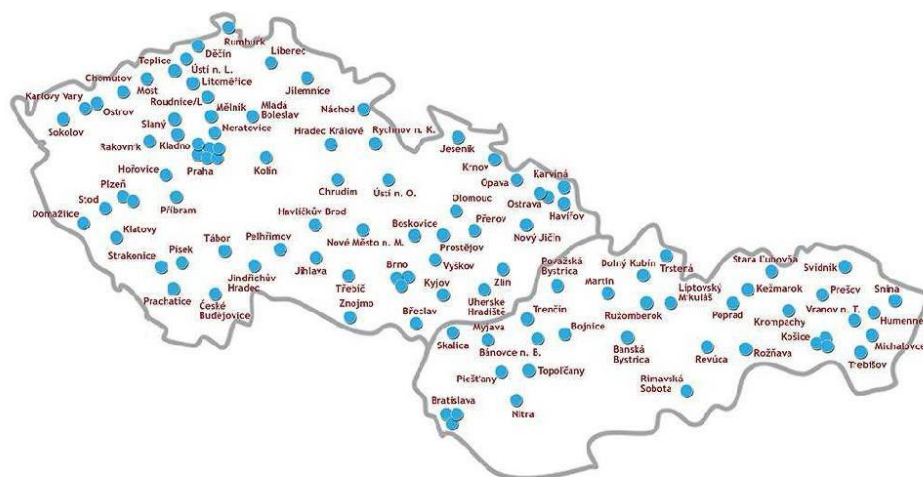 Rumburk
Děčín
Liberec
Teplice
Ústí n. L.
Chomutov
Litoměřice
Jilemnice
Most
Karlovy Vary
Roudnice/L
Ostrov
Mělník
Mladá
Boleslav
Náchod
Sokolov
Slaný
Neratovice
Hradec Králové
Rychnov n. K.
Rakovník
Kladno
Jeseník
Krnov
Hořovice
Praha
Kolín
Opava
Karviná
Plzeň
Stod
Chrudim
Ústí n. O.
Ostrava
Příbram
Olomouc
Havířov
Domažlice
Havlíčkův Brod
Klatovy
Boskovice
Přerov
Nový Jičín
Strakonice
Písek
Tábor
Pelhřimov
Nové Město n. M.
Prostějov
Jihlava
Vyškov
Považská
Bystrica
Dolný Kubín
Trsterá
Stará Ľubovňa
Svidník
Jindřichův
Hradec
Brno
Zlín
Martin
Liptovský
Mikuláš
Kežmarok
Prešov
Snina
Prachatice
České
Budějovice
Třebíč
Znojmo
Kyjov
Uherske
Hradiště
Trenčín
Ružomberok
Poprad
Krompachy
Vranov n. T.
Humenne
Břeclav
Myjava
Bojnice
Skalica
Bánovce n. B.
Banská
Bystrica
Revúca
Rožňava
Košice
Michalovce
Trebišov
Piešťany
Topoľčany
Rimavská
Sobota
Bratislava
Nitra